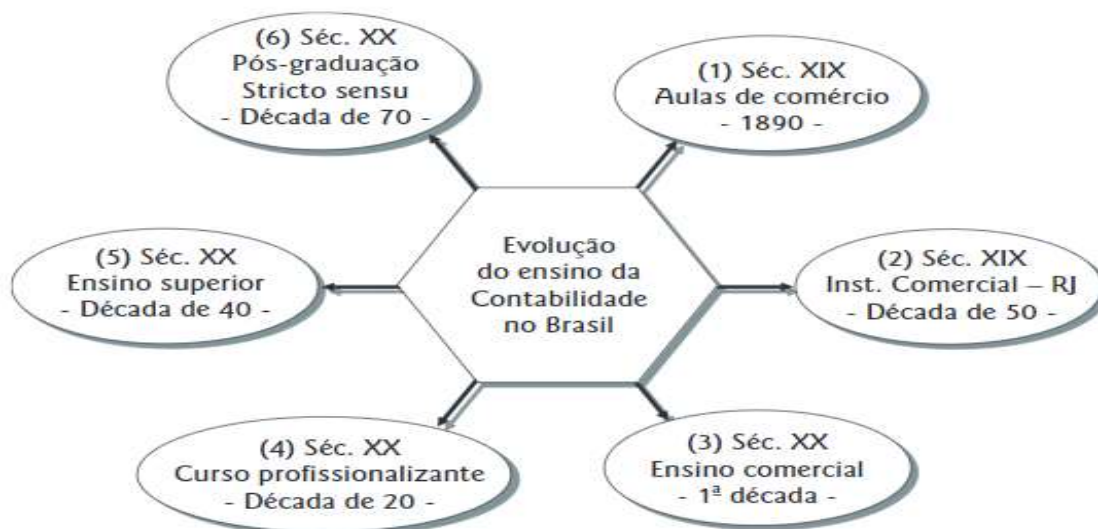 (6) Séc. XX
Pós-graduação
Stricto sensu
- Década de 70 -
(1) Séc. XIX
Aulas de comércio
- 1890 -
(5) Séc. XX
Ensino superior
- Década de 40 -
Evolução
do ensino da
Contabilidade
no Brasil
(2) Séc. XIX
Inst. Comercial – RJ
- Década de 50 -
(4) Séc. XX
Curso profissionalizante
- Década de 20 -
(3) Séc. XX
Ensino comercial
- 1ª década -